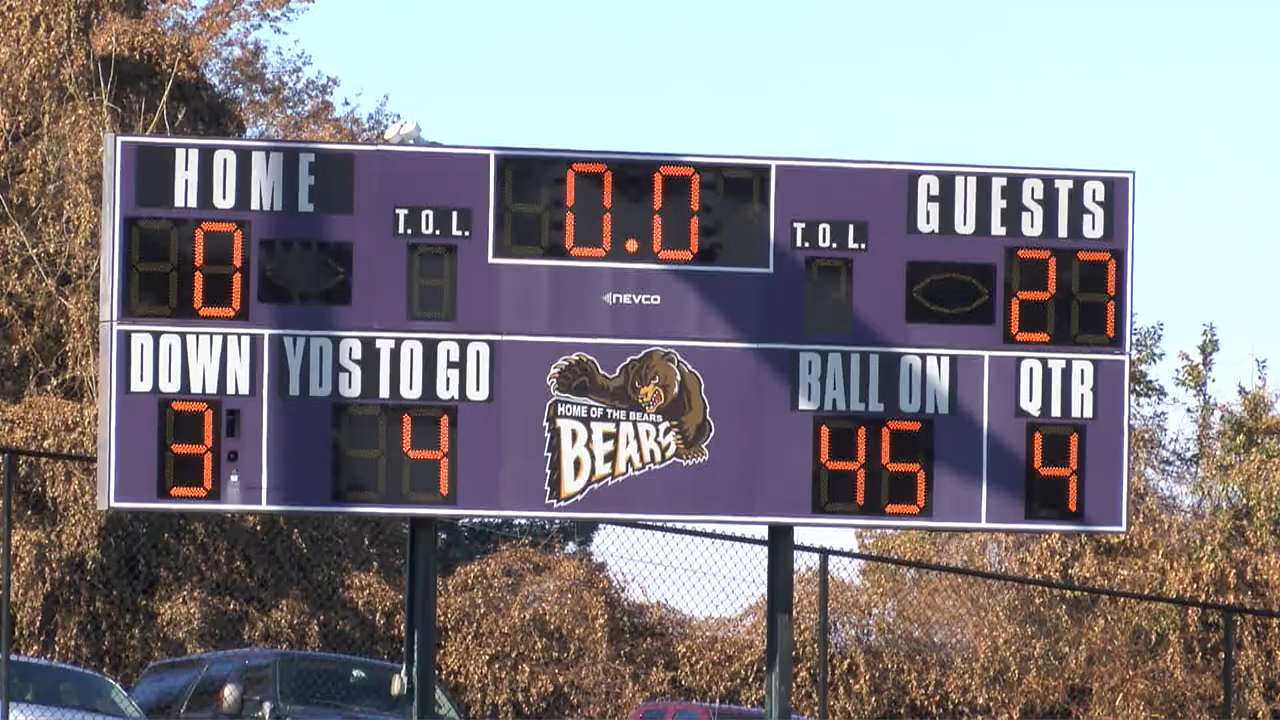 HOME
0.0
GUESTS
T.O.L.
T.O.L.
0
27
NEVCO
DOWN
YDS TO GO
BALL ON
QTR
3
4
45
4
HOME OF THE BEARS
BEARS